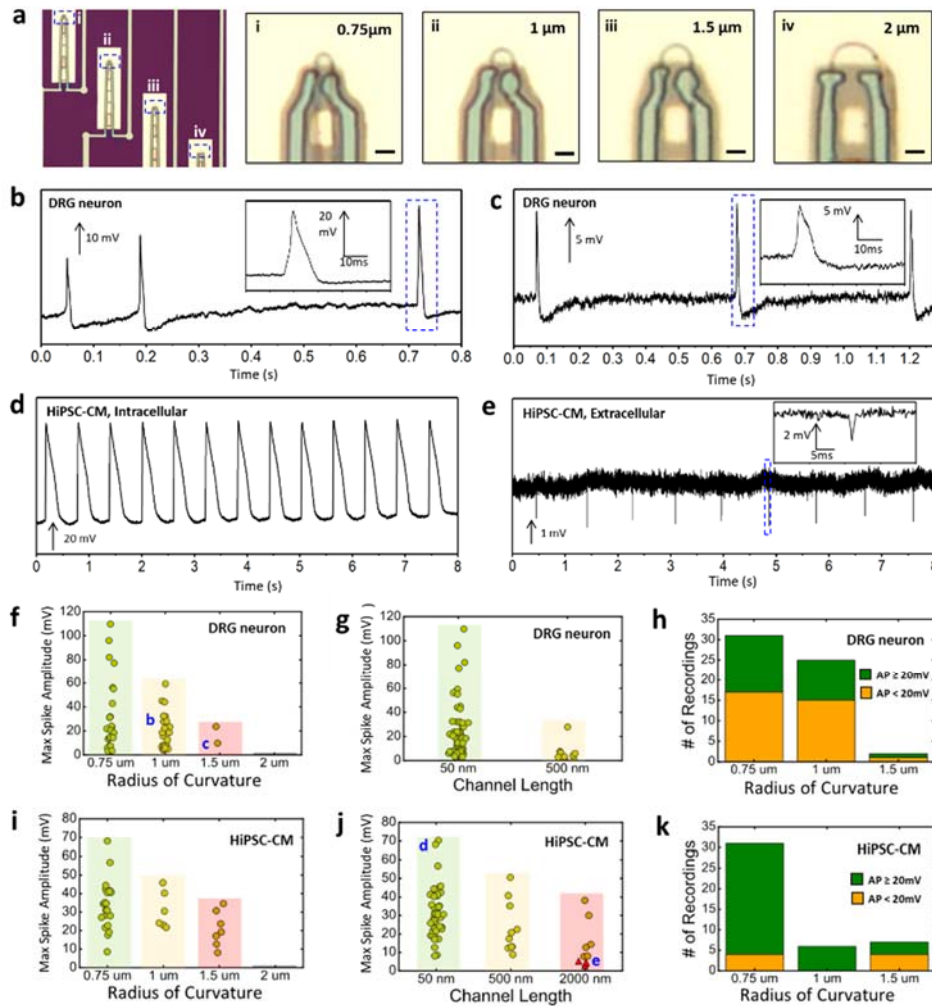 a
i
ii
iii
iv
i
0.75μm
ii
1 μm
iii
1.5 μm
iv
2 μm
b
DRG neuron
10 mV
20
mV
10ms
0.0 0.1 0.2 0.3 0.4 0.5 0.6 0.7 0.8
Time (s)
c
DRG neuron
5 mV
5 mV
10ms
0.0 0.1 0.2 0.3 0.4 0.5 0.6 0.7 0.8 0.9 1.0 1.1 1.2
Time (s)
d
HiPSC-CM, Intracellular
20 mV
0 1 2 3 4 5 6 7 8
Time (s)
e
HiPSC-CM, Extracellular
2 mV
5ms
1 mV
0 1 2 3 4 5 6 7 8
Time (s)
f
DRG neuron
Max Spike Amplitude (mV)
120
100
80
60
40
20
0
b
c
0.75 um 1 um 1.5 um 2 um
Radius of Curvature
g
DRG neuron
Max Spike Amplitude (mV)
120
100
80
60
40
20
0
50 nm 500 nm
Channel Length
h
DRG neuron
AP ≥ 20mV
AP < 20mV
# of Recordings
35
30
25
20
15
10
5
0
0.75 um 1 um 1.5 um
Radius of Curvature
i
HiPSC-CM
Max Spike Amplitude (mV)
80
70
60
50
40
30
20
10
0
0.75 um 1 um 1.5 um 2 um
Radius of Curvature
j
HiPSC-CM
Max Spike Amplitude (mV)
80
70
60
50
40
30
20
10
0
d
e
50 nm 500 nm 2000 nm
Channel Length
k
HiPSC-CM
AP ≥ 20mV
AP < 20mV
# of Recordings
35
30
25
20
15
10
5
0
0.75 um 1 um 1.5 um
Radius of Curvature